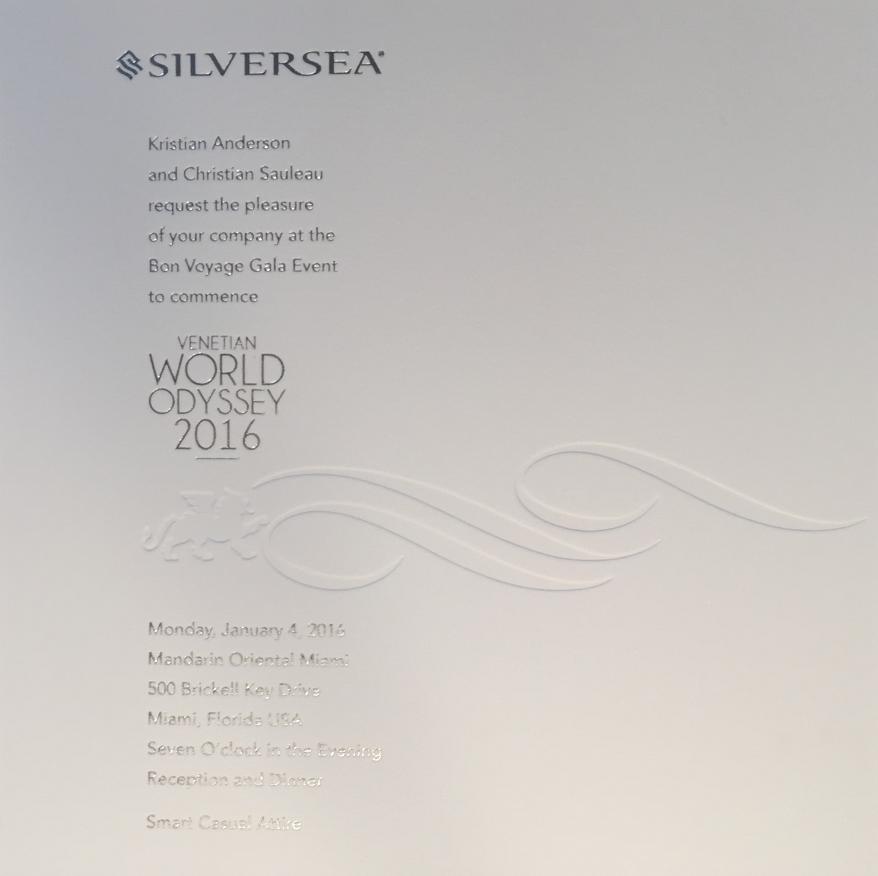 SILVERSEA®
Kristian Anderson
and Christian Sauleau
request the pleasure
of your company at the
Bon Voyage Gala Event
to commence
VENETIAN
WORLD
ODYSSEY
2016
Monday, January 4, 2016
Mandarin Oriental Miami
500 Brickell Key Drive
Miami, Florida USA
Seven O'clock in the Evening
Reception and Dinner
Smart Casual Attire